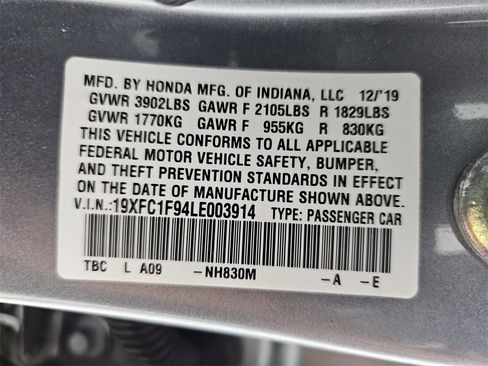 MFD. BY HONDA MFG. OF INDIANA, LLC 12/'19
GVWR 3902LBS GAWR F 2105LBS R 1829LBS
GVWR 1770KG GAWR F 955KG R 830KG
THIS VEHICLE CONFORMS TO ALL APPLICABLE
FEDERAL MOTOR VEHICLE SAFETY, BUMPER,
AND THEFT PREVENTION STANDARDS IN EFFECT
ON THE DATE OF MANUFACTURE SHOWN ABOVE.
V.I.N.:19XFC1F94LE003914 TYPE: PASSENGER CAR
TBC L A09 -NH830M -A -E